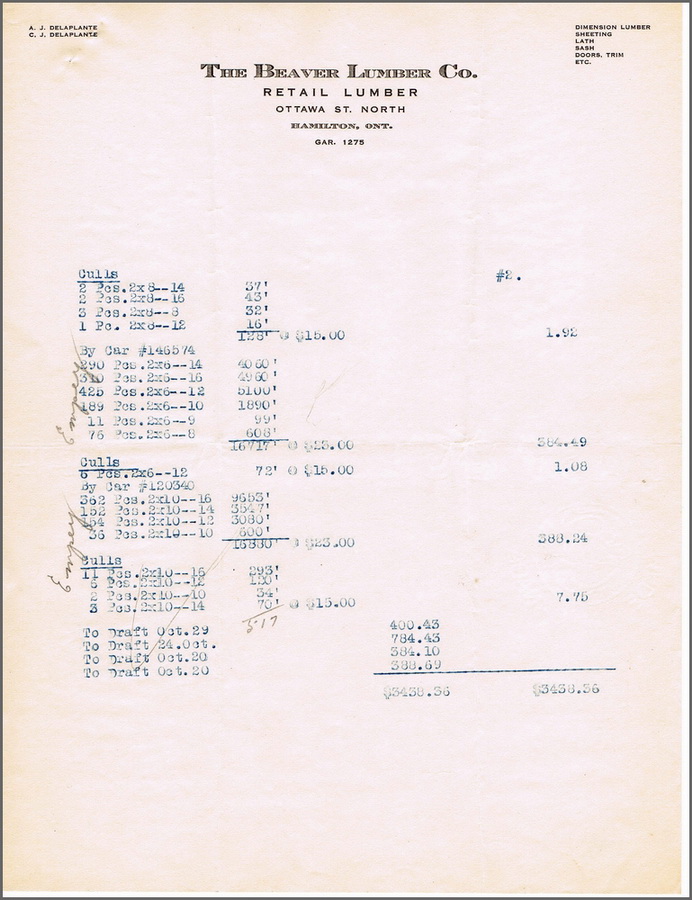 A. J. DELAPLANTE
C. J. DELAPLANTE
DIMENSION LUMBER
SHEETING
LATH
SASH
DOORS, TRIM
ETC.
THE BEAVER LUMBER CO.
RETAIL LUMBER
OTTAWA ST. NORTH
HAMILTON, ONT.
GAR. 1275
Culls #2.
2 Pcs.2x8--14 37'
2 Pcs.2x8--16 43'
3 Pcs.2x8--8 32'
1 Pc. 2x8--12 16'
128' @ $15.00 1.92
By Car #146574
290 Pcs.2x6--14 4060'
310 Pcs.2x6--16 4960'
425 Pcs.2x6--12 5100'
189 Pcs.2x6--10 1890'
11 Pcs.2x6--9 99'
76 Pcs.2x6--8 608'
16717' @ $23.00 384.49
Empey
Culls
6 Pcs.2x6--12 72' @ $15.00 1.08
By Car #120340
362 Pcs.2x10--16 9653'
152 Pcs.2x10--14 3547'
154 Pcs.2x10--12 3080'
36 Pcs.2x10--10 600'
16880' @ $23.00 388.24
Empey
Culls
11 Pcs.2x10--16 293'
6 Pcs.2x10--12 120'
2 Pcs.2x10--10 34'
3 Pcs.2x10--14 70' @ $15.00 7.75
517
To Draft Oct.29 400.43
To Draft 24.Oct. 784.43
To Draft Oct.20 384.10
To Draft Oct.20 388.69
$3438.36 $3438.36